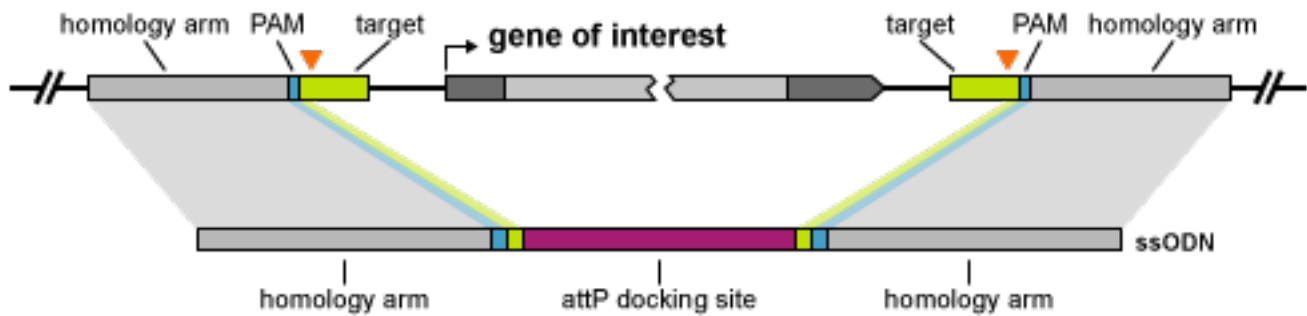 homology arm PAM target gene of interest target PAM homology arm
ssODN
homology arm attP docking site homology arm